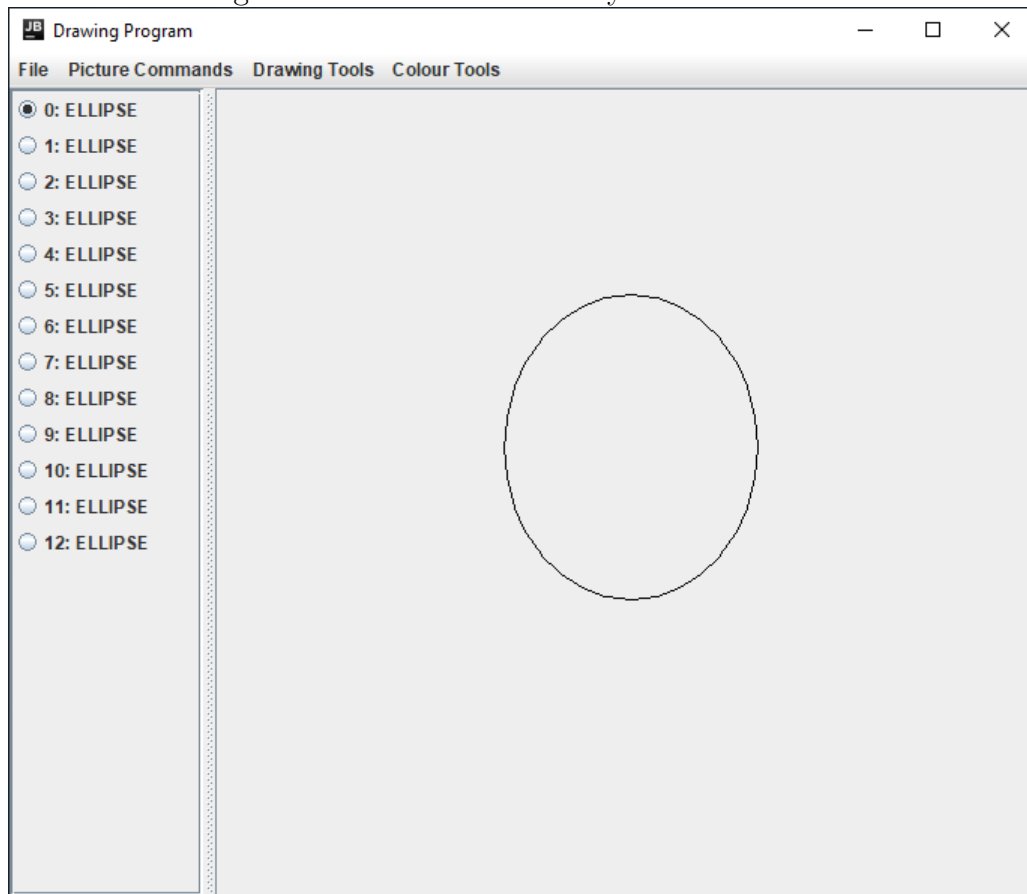 JB Drawing Program
File Picture Commands Drawing Tools Colour Tools
0: ELLIPSE
1: ELLIPSE
2: ELLIPSE
3: ELLIPSE
4: ELLIPSE
5: ELLIPSE
6: ELLIPSE
7: ELLIPSE
8: ELLIPSE
9: ELLIPSE
10: ELLIPSE
11: ELLIPSE
12: ELLIPSE